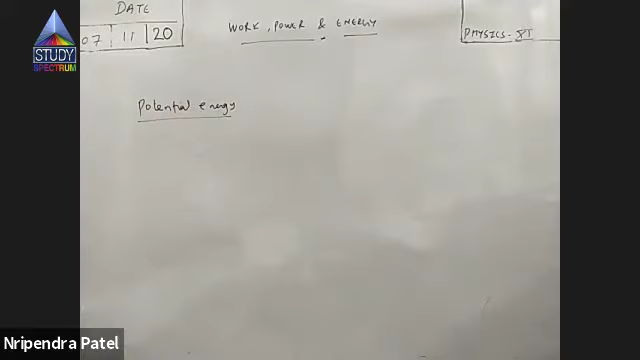 DATE
07 | 11 | 20
WORK, POWER & ENERGY
PHYSICS-XI
STUDY
SPECTRUM
Potential energy
Nripendra Patel